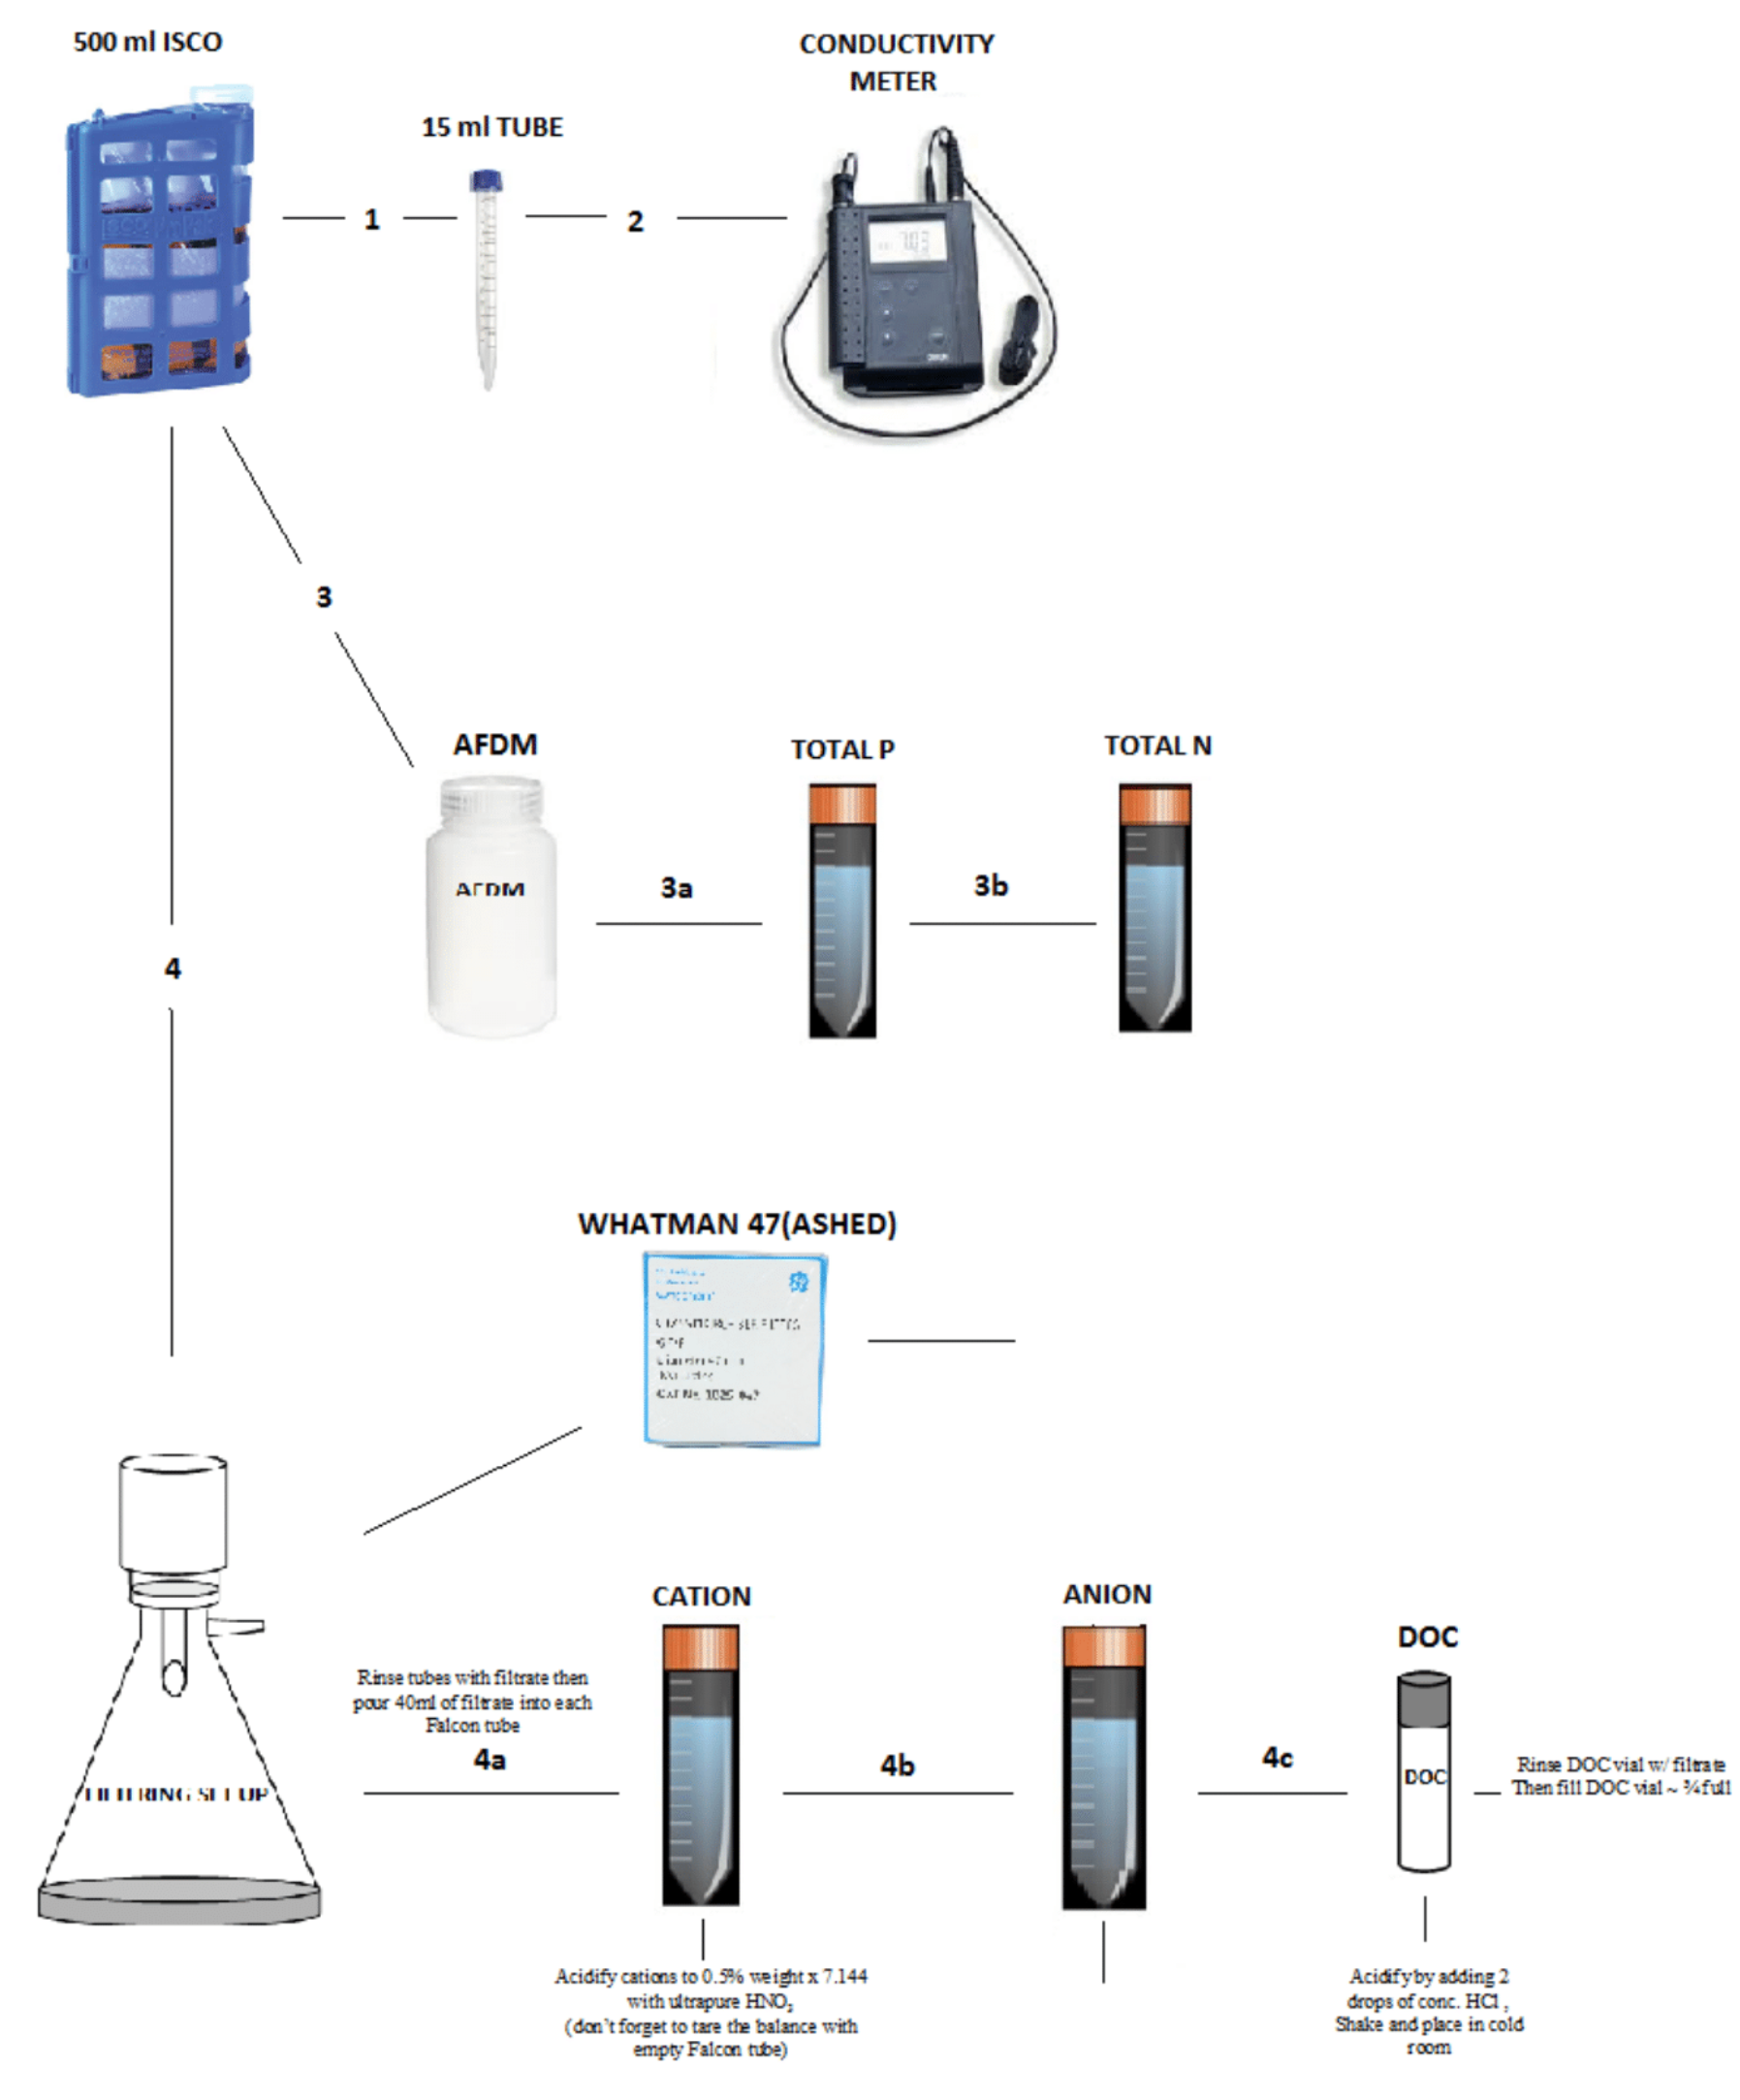 500 ml ISCO
CONDUCTIVITY
METER
15 ml TUBE
1
2
3
AFDM
TOTAL P
TOTAL N
AFDM
3a
3b
4
WHATMAN 47(ASHED)
CATION
ANION
DOC
Rinse tubes with filtrate then
pour 40ml of filtrate into each
Falcon tube
4a
4b
4c
FILTERING SET UP
DOC
Rinse DOC vial w/ filtrate
Then fill DOC vial ~ ¾ full
Acidify cations to 0.5% weight x 7.144
with ultrapure HNO₃
(don't forget to tare the balance with
empty Falcon tube)
Acidify by adding 2
drops of conc. HCl ,
Shake and place in cold
room